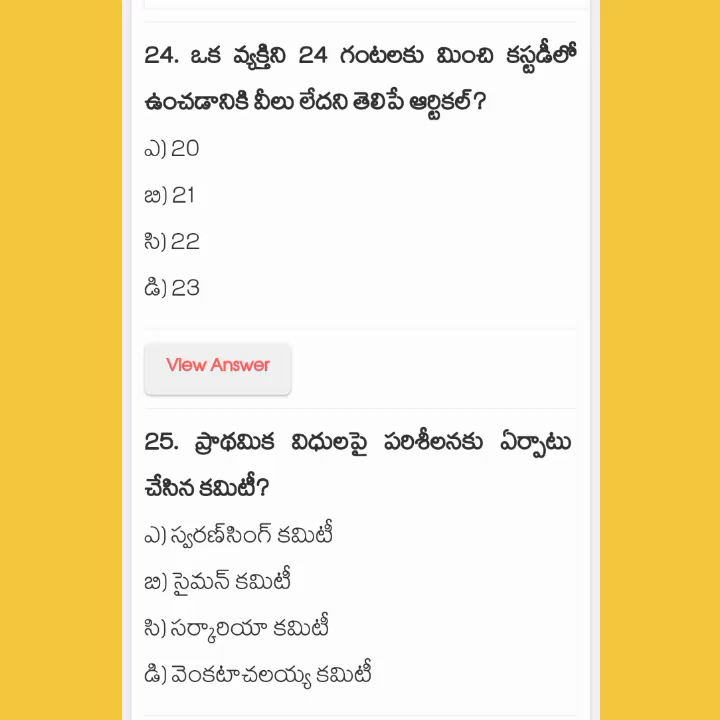 24. ఒక వ్యక్తిని 24 గంటలకు మించి కస్టడీలో
ఉంచడానికి వీలు లేదని తెలిపే ఆర్టికల్?
ఎ) 20
బి) 21
సి) 22
డి) 23
View Answer
25. ప్రాథమిక విధులపై పరిశీలనకు ఏర్పాటు
చేసిన కమిటీ?
ఎ) స్వరణ్‌సింగ్ కమిటీ
బి) సైమన్ కమిటీ
సి) సర్కారియా కమిటీ
డి) వెంకటాచలయ్య కమిటీ